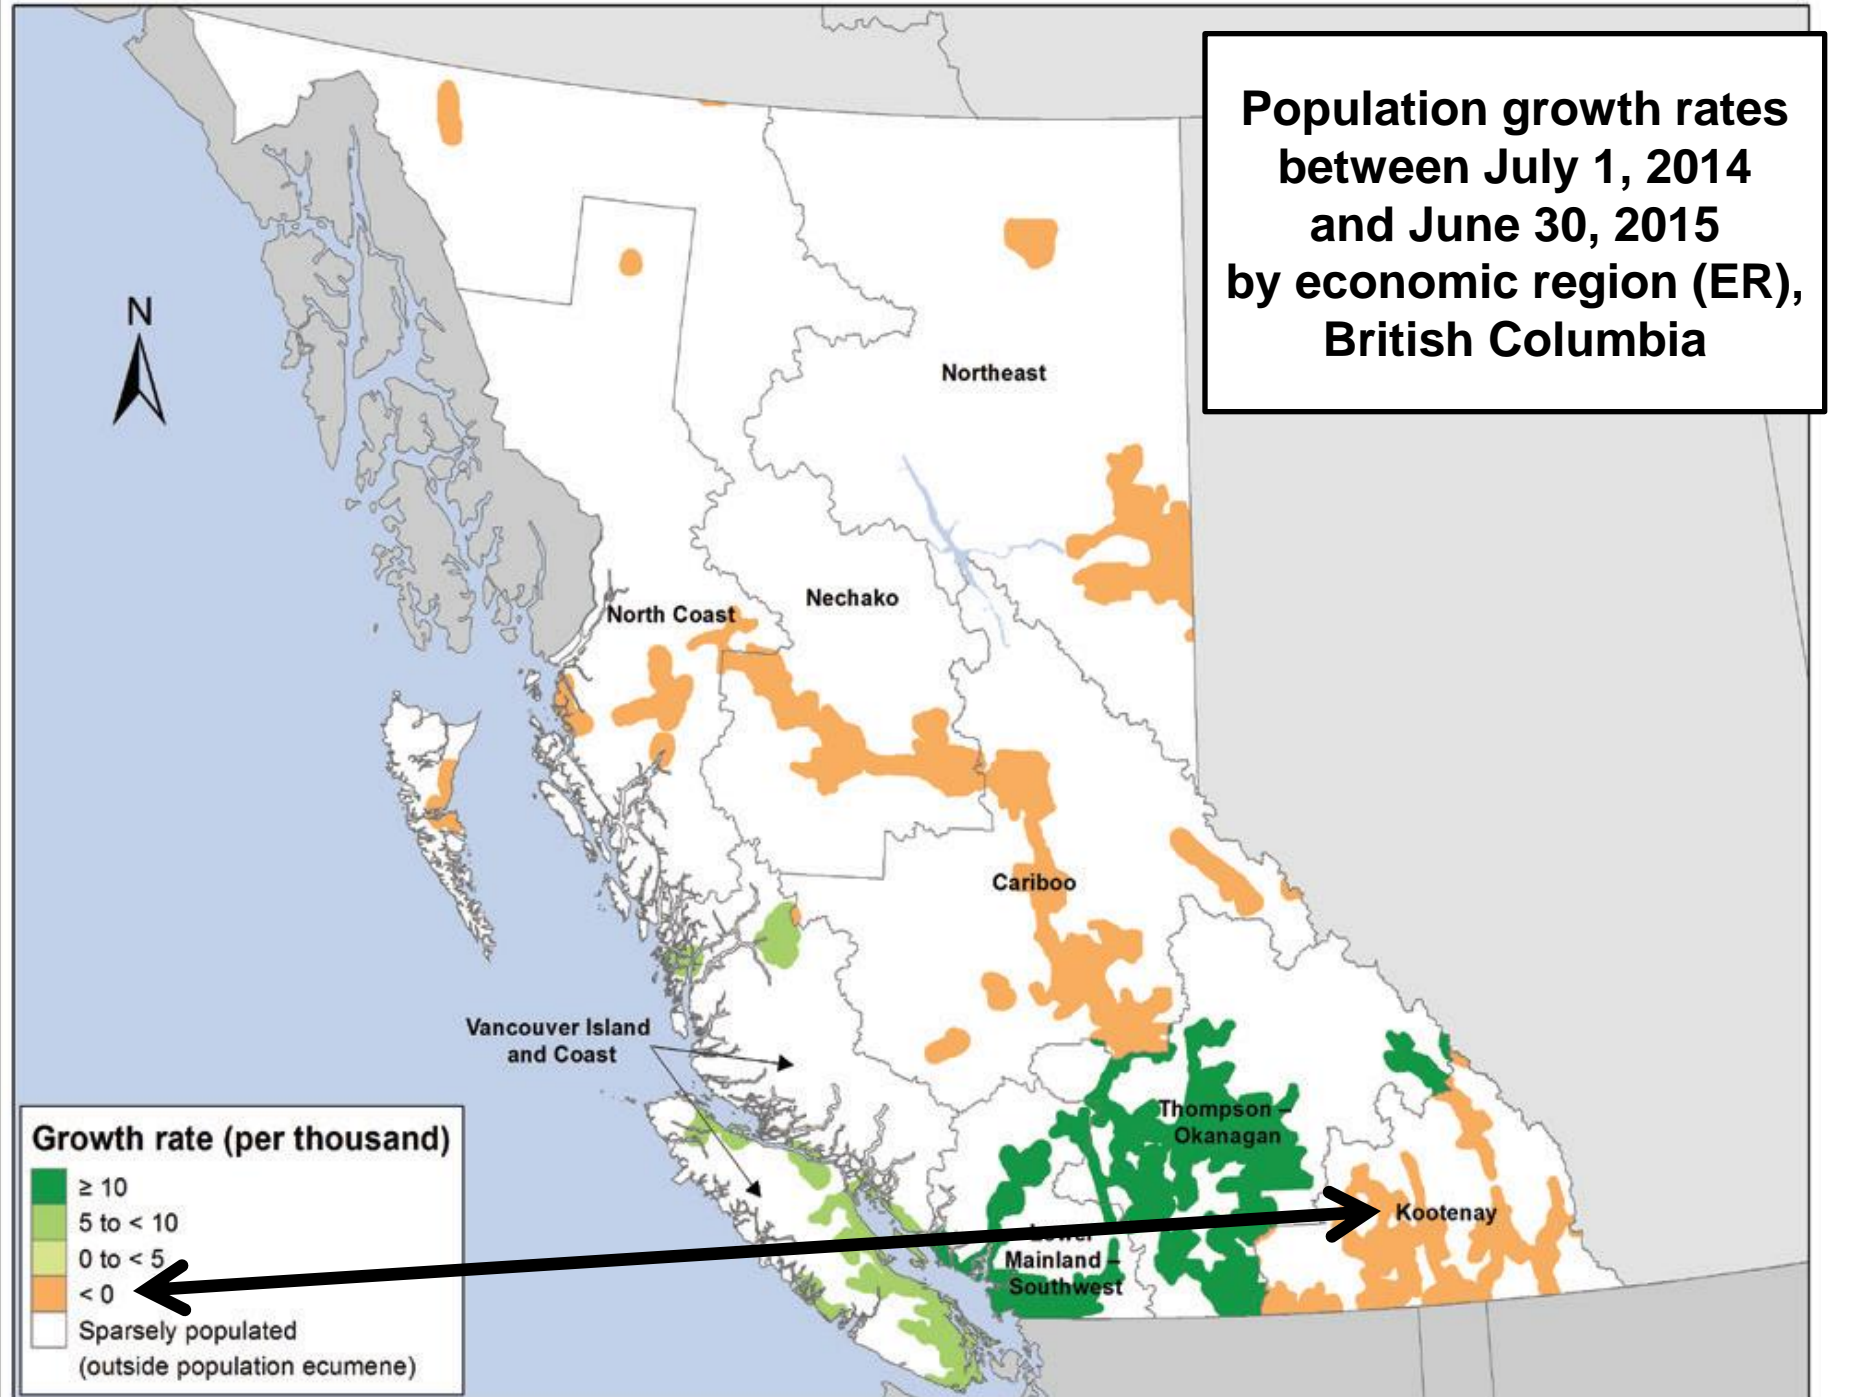 Population growth rates
between July 1, 2014
and June 30, 2015
by economic region (ER),
British Columbia
N
Northeast
Nechako
North Coast
Cariboo
Vancouver Island
and Coast
Thompson –
Okanagan
Kootenay
Lower
Mainland –
Southwest
Growth rate (per thousand)
≥ 10
5 to < 10
0 to < 5
< 0
Sparsely populated
(outside population ecumene)